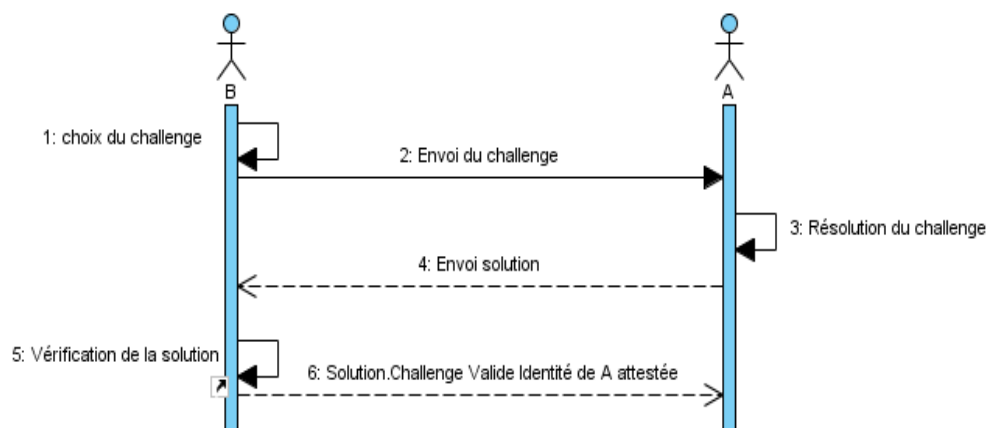 B
A
1: choix du challenge
2: Envoi du challenge
3: Résolution du challenge
4: Envoi solution
5: Vérification de la solution
6: Solution.Challenge Valide Identité de A attestée